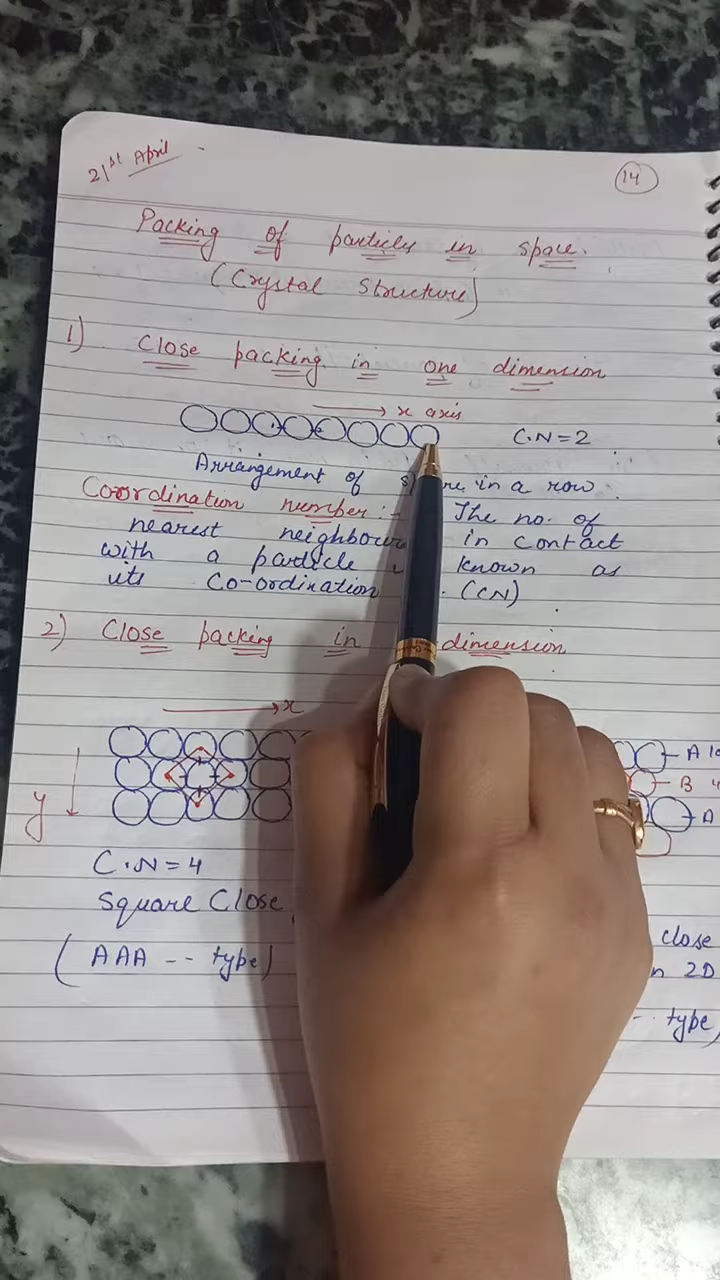 21st April
14
Packing of particles in space.
(Crystal Structure)
1) Close packing in one dimension
→ x axis
C.N = 2
Arrangement of in a row.
Coordination number :- The no. of
nearest neighbours in contact
with a particle known as
its Co-ordination . (CN)
2) Close packing in dimension
→ x
y
A
B
A
C.N = 4
Square Close
(AAA -- type)
close
2D
-- type)